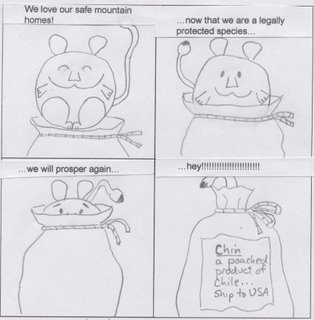 We love our safe mountain
homes!
...now that we are a legally
protected species...
...we will prosper again...
...hey!!!!!!!!!!!!!!!!!!!!!!!
Chin
a poached
product of
Chile...
Ship to USA